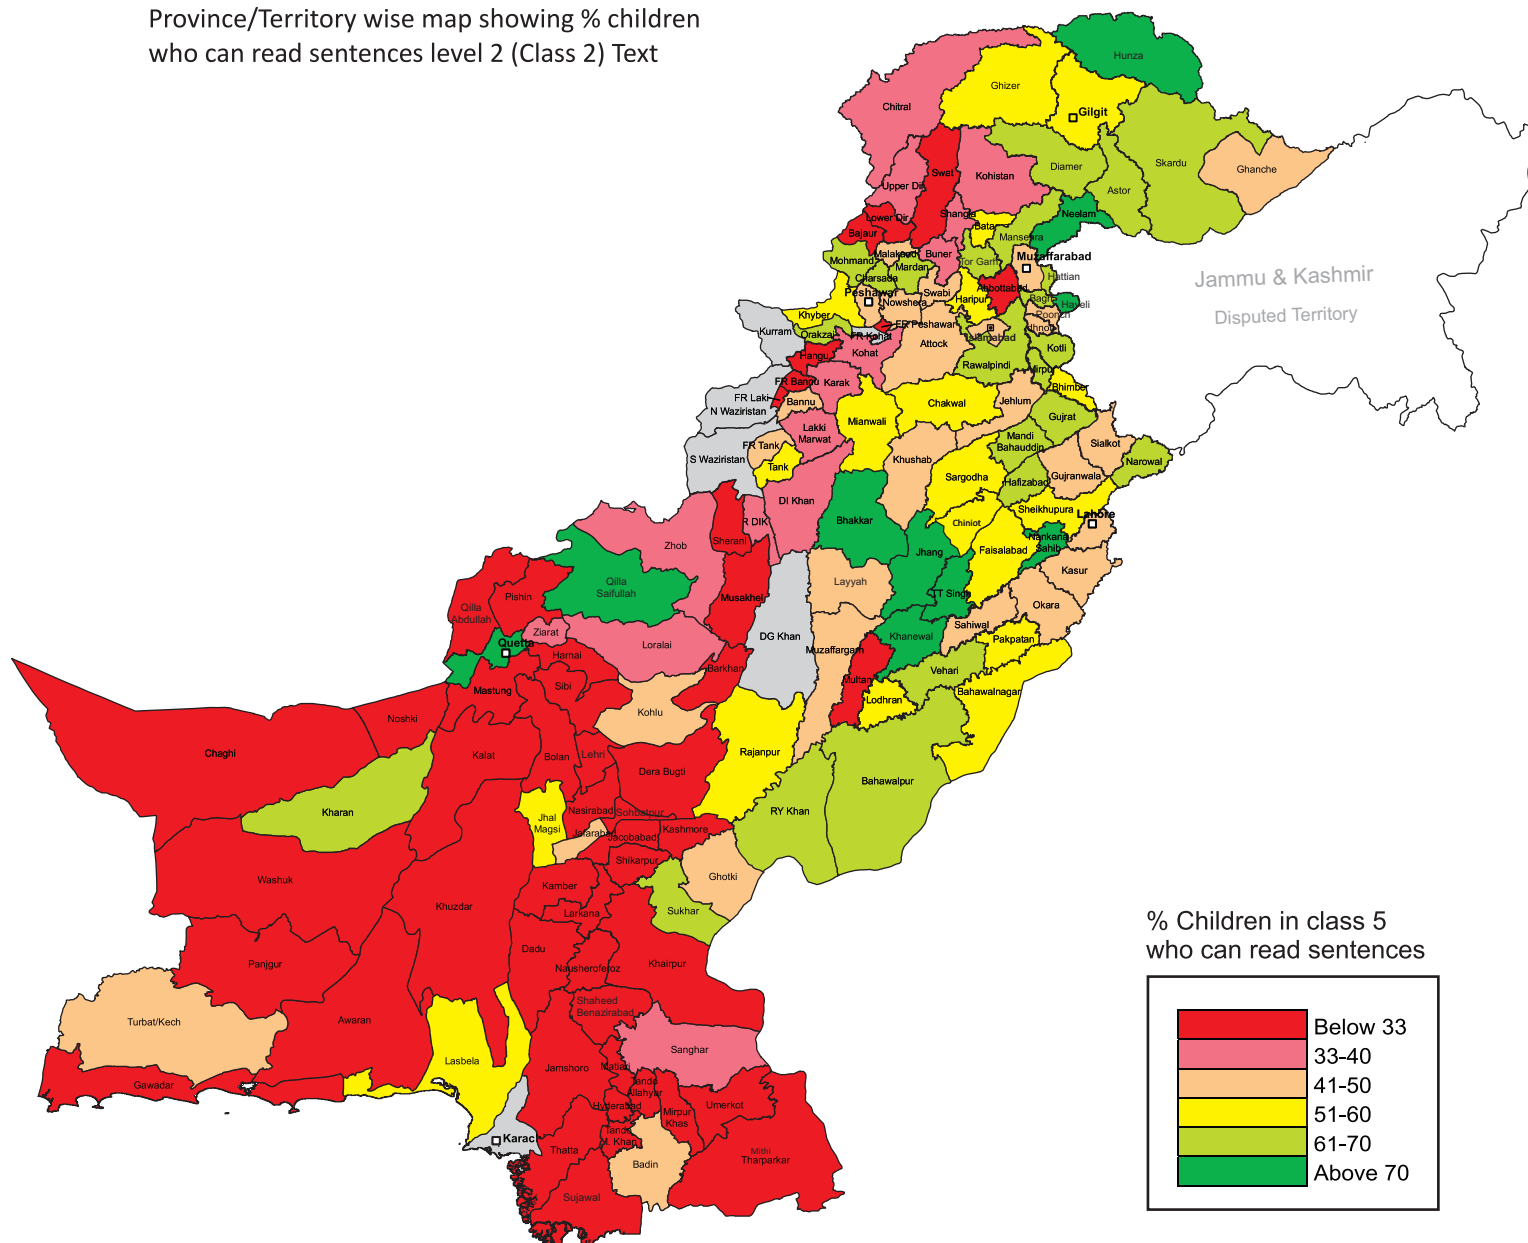 Province/Territory wise map showing % children
who can read sentences level 2 (Class 2) Text
Hunza
Ghizer
Gilgit
Chitral
Skardu
Ghanche
Diamer
Astor
Swat
Kohistan
Upper Dir
Lower Dir
Shangla
Neelam
Bajaur
Mansehra
Malakand
Buner
Mohmand
Mardan
Tor Garh
Muzaffarabad
Charsada
Hattian
Peshawar
Swabi
Haripur
Abbottabad
Nowshera
Bagh
Haveli
Poonch
Khyber
FR Peshawar
Kurram
Orakzai
FR Kohat
Attock
Islamabad
Kotli
Hangu
Kohat
Rawalpindi
FR Bannu
Karak
Bhimber
FR Laki
Bannu
Chakwal
Jehlum
N Waziristan
Mianwali
Gujrat
Lakki
Marwat
Mandi
Bahauddin
Sialkot
FR Tank
S Waziristan
Tank
Khushab
Narowal
Sargodha
Gujranwala
Hafizabad
DI Khan
Sheikhupura
Lahore
Bhakkar
Chiniot
R DIK
Sherani
Zhob
Jhang
Faisalabad
Nankana
Sahib
Kasur
Qilla
Saifullah
Layyah
TT Singh
Musakhel
Pishin
Okara
Qilla
Abdullah
Sahiwal
Ziarat
Quetta
Loralai
DG Khan
Khanewal
Pakpatan
Harnai
Muzaffargarh
Barkhan
Vehari
Multan
Sibi
Mastung
Lodhran
Bahawalnagar
Noshki
Kohlu
Chaghi
Kalat
Bolan
Lehri
Rajanpur
Dera Bugti
Bahawalpur
Kharan
RY Khan
Jhal
Magsi
Nasirabad
Sohbatpur
Jafarabad
Jacobabad
Kashmore
Shikarpur
Washuk
Kamber
Ghotki
Khuzdar
Larkana
Sukhar
Dadu
Panjgur
Nausheroferoz
Khairpur
Shaheed
Benazirabad
Turbat/Kech
Awaran
Sanghar
Lasbela
Jamshoro
Matiari
Gawadar
Tando
Allahyar
Hyderabad
Mirpur
Khas
Umerkot
Karac
Thatta
Tando
M. Khan
Badin
Mithi
Tharparkar
Sujawal
Jammu & Kashmir
Disputed Territory
% Children in class 5
who can read sentences
Below 33
33-40
41-50
51-60
61-70
Above 70